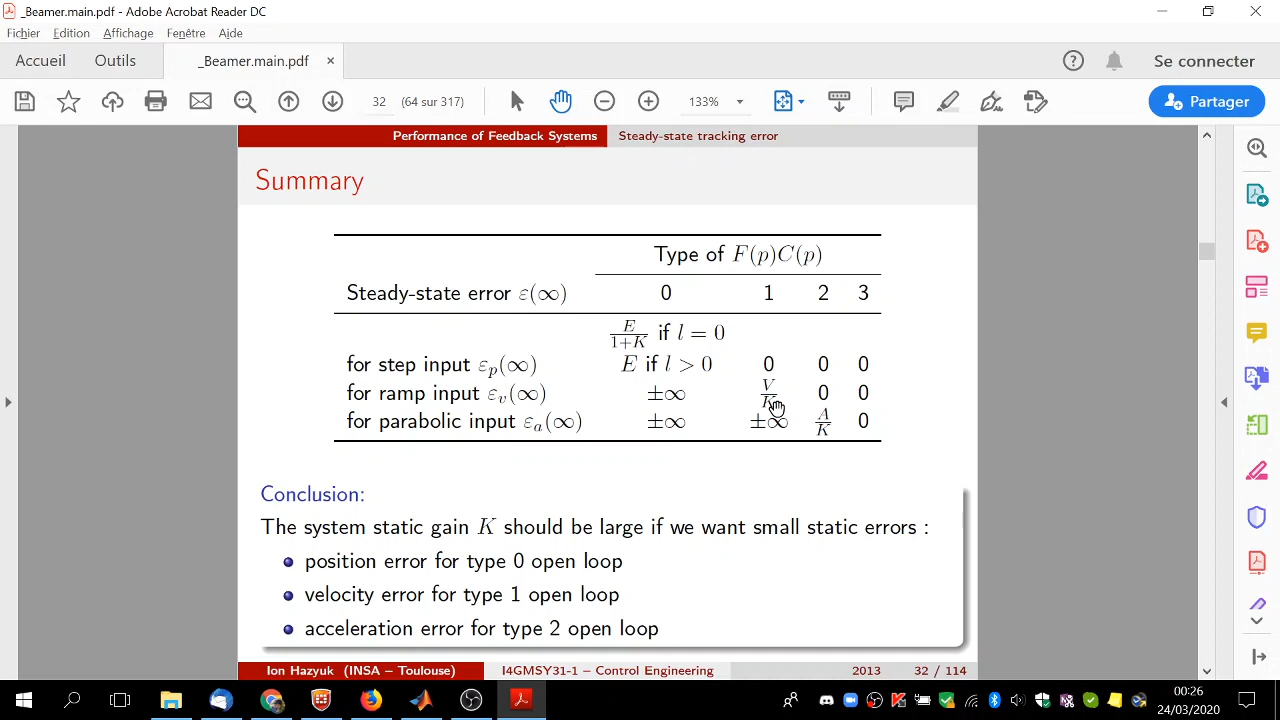 _Beamer.main.pdf - Adobe Acrobat Reader DC
Fichier Edition Affichage Fenêtre Aide
Accueil Outils _Beamer.main.pdf × Se connecter
32 (64 sur 317) 133% Partager
Performance of Feedback Systems Steady-state tracking error
Summary
Type of F(p)C(p)
Steady-state error ε(∞) 0 1 2 3
E/1+K if l = 0
for step input εp(∞) E if l > 0 0 0 0
for ramp input εv(∞) ±∞ V/K 0 0
for parabolic input εa(∞) ±∞ ±∞ A/K 0
Conclusion:
The system static gain K should be large if we want small static errors :
position error for type 0 open loop
velocity error for type 1 open loop
acceleration error for type 2 open loop
Ion Hazyuk (INSA – Toulouse) I4GMSY31-1 – Control Engineering 2013 32 / 114
00:26
24/03/2020